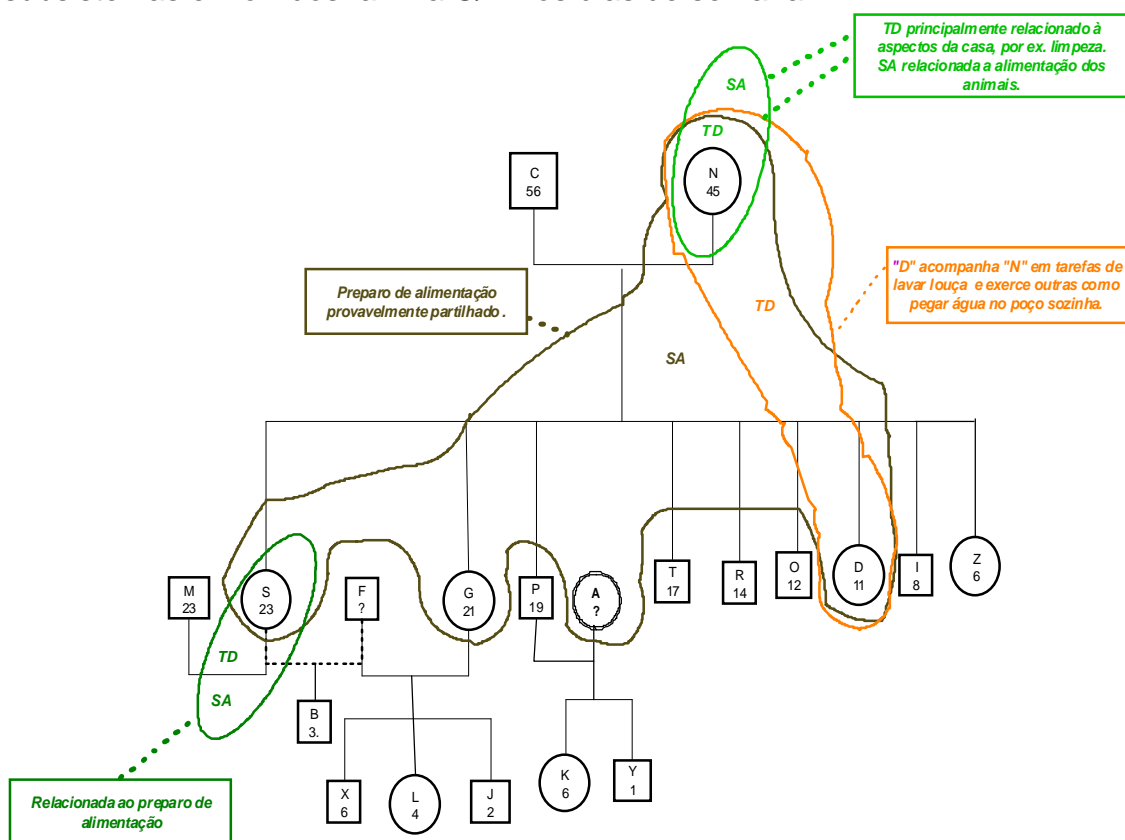 TD principalmente relacionado à
aspectos da casa, por ex. limpeza.
SA relacionada a alimentação dos
animais.
SA
TD
C
56
N
45
"D" acompanha "N" em tarefas de
lavar louça e exerce outras como
pegar água no poço sozinha.
Preparo de alimentação
provavelmente partilhado .
TD
SA
M
23
S
23
F
?
G
21
P
19
A
?
T
17
R
14
O
12
D
11
I
8
Z
6
TD
SA
B
3.
X
6
L
4
J
2
K
6
Y
1
Relacionada ao preparo de
alimentação